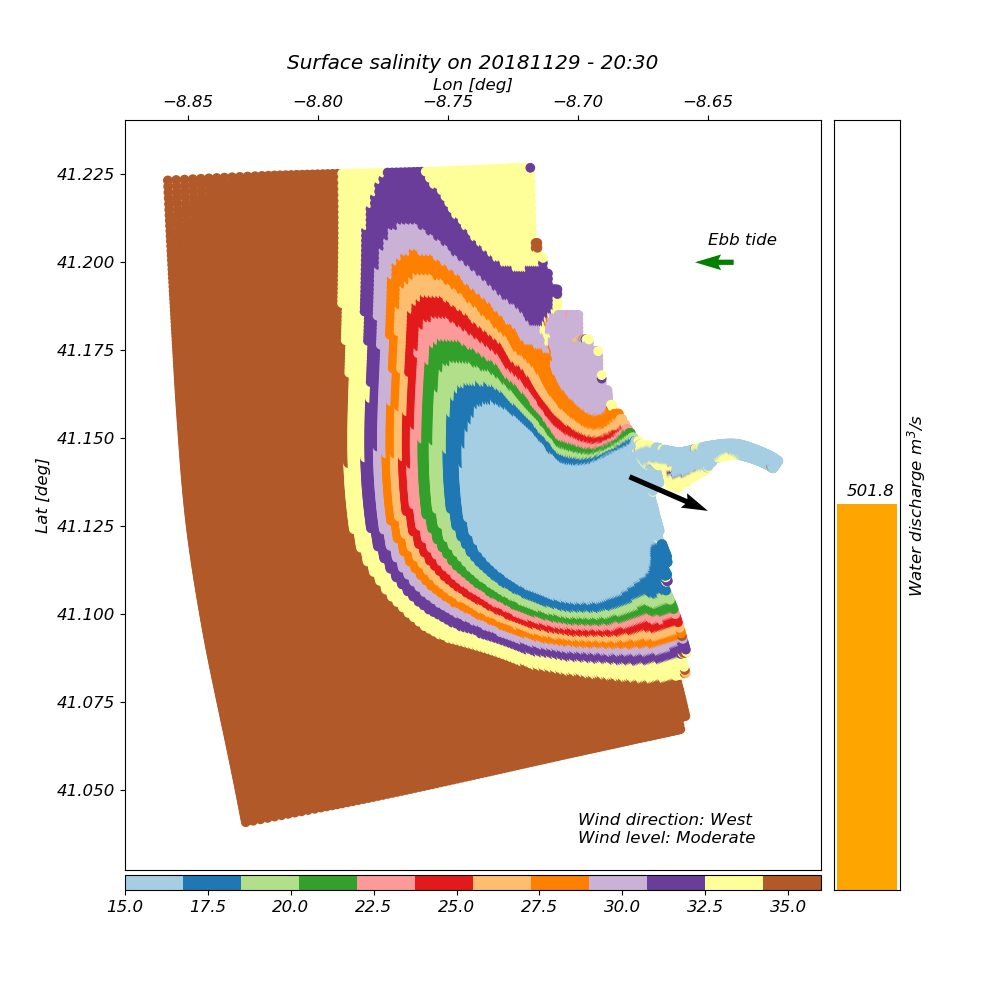 Surface salinity on 20181129 - 20:30
Lon [deg]
−8.85 −8.80 −8.75 −8.70 −8.65
41.225
41.200
41.175
41.150
41.125
41.100
41.075
41.050
Lat [deg]
Ebb tide
Wind direction: West
Wind level: Moderate
501.8
Water discharge m³/s
15.0 17.5 20.0 22.5 25.0 27.5 30.0 32.5 35.0